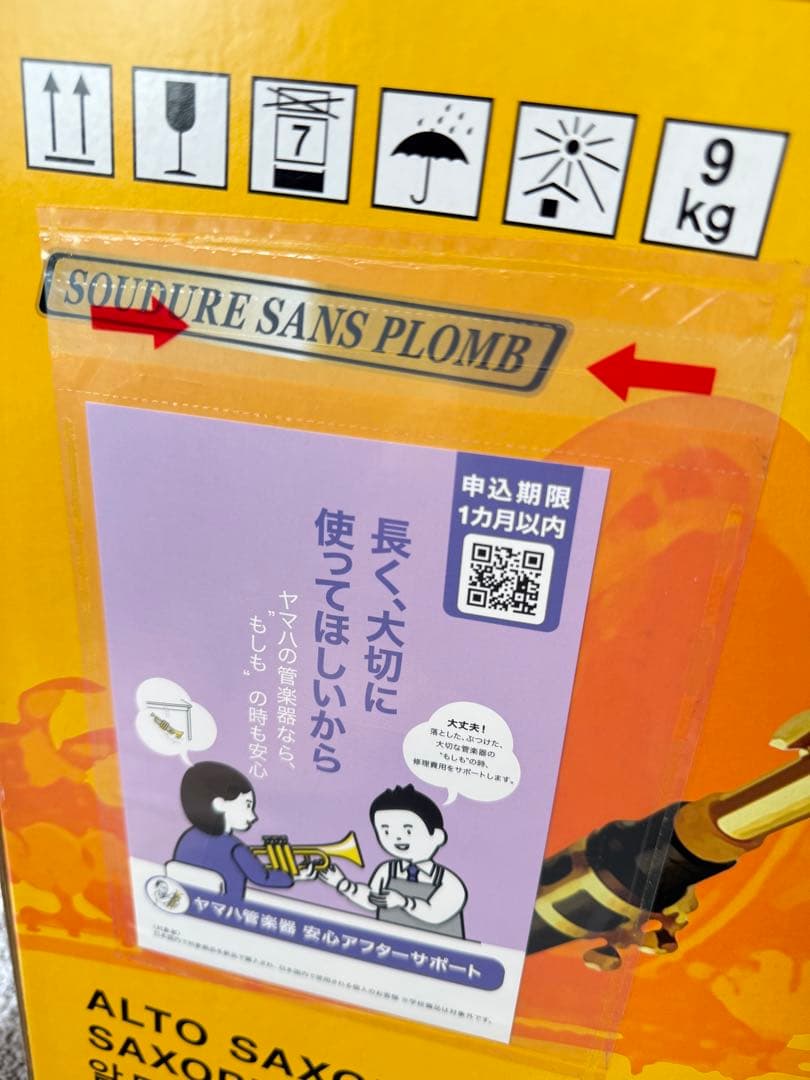 7
9
kg
SOUDURE SANS PLOMB
申込期限
1カ月以内
長く、大切に
使ってほしいから
ヤマハの管楽器なら、
"もしも"の時も安心
大丈夫!
落とした、ぶつけた、
大切な管楽器の
"もしも"の時、
修理費用をサポートします。
ヤマハ管楽器 安心アフターサポート
ALTO SAXO
SAXOP